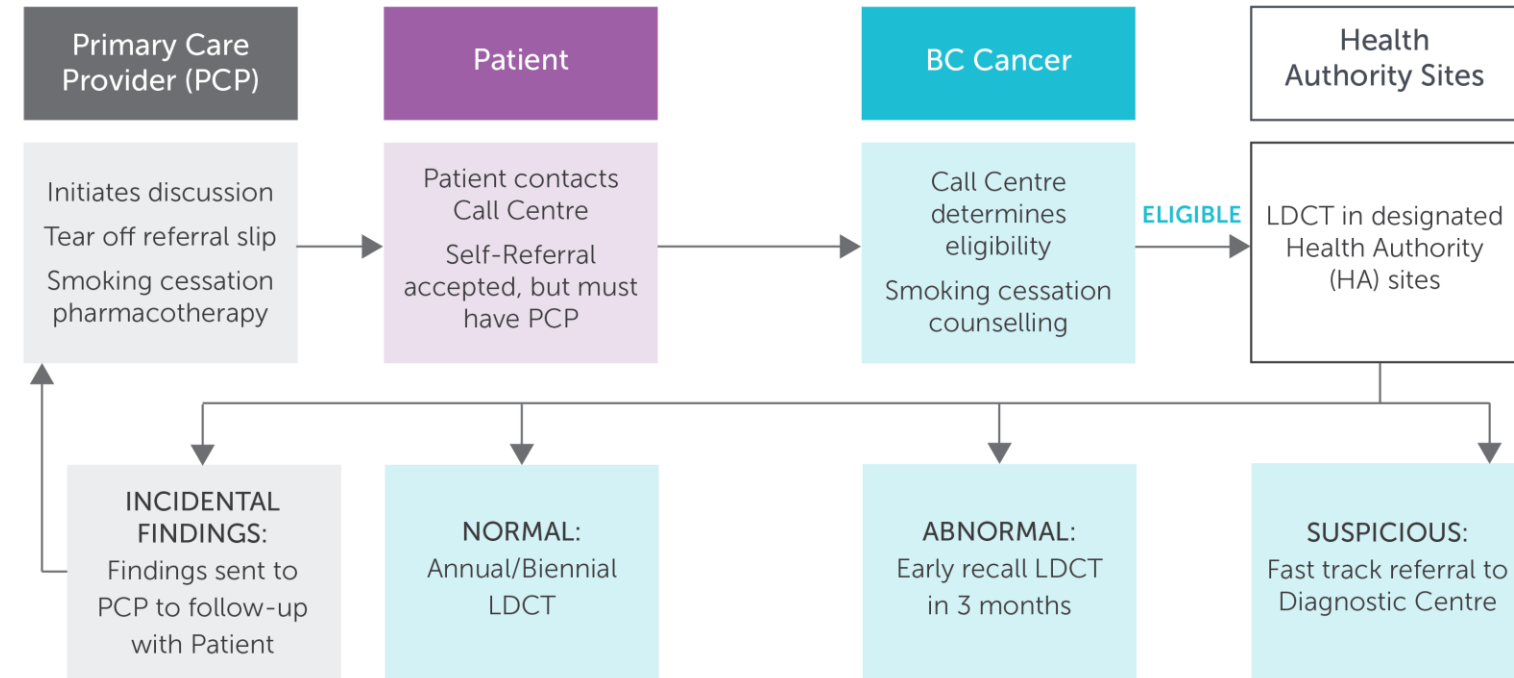 Primary Care
Provider (PCP)
Patient
BC Cancer
Health
Authority Sites
Initiates discussion
Tear off referral slip
Smoking cessation
pharmacotherapy
Patient contacts
Call Centre
Self-Referral
accepted, but must
have PCP
Call Centre
determines
eligibility
Smoking cessation
counselling
ELIGIBLE
LDCT in designated
Health Authority
(HA) sites
INCIDENTAL
FINDINGS:
Findings sent to
PCP to follow-up
with Patient
NORMAL:
Annual/Biennial
LDCT
ABNORMAL:
Early recall LDCT
in 3 months
SUSPICIOUS:
Fast track referral to
Diagnostic Centre